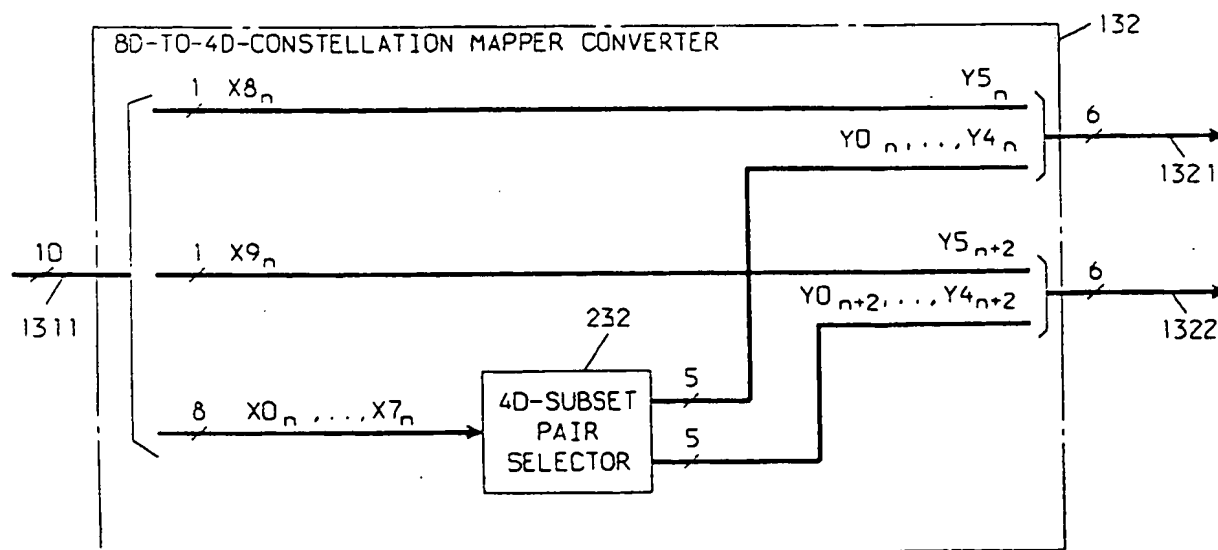 8D-TO-4D-CONSTELLATION MAPPER CONVERTER
132
1 X8n
Y5n
6
Y0n,...,Y4n
1321
10
1311
1 X9n
Y5n+2
6
Y0n+2,...,Y4n+2
1322
232
8 X0n,...,X7n
4D-SUBSET
PAIR
SELECTOR
5
5